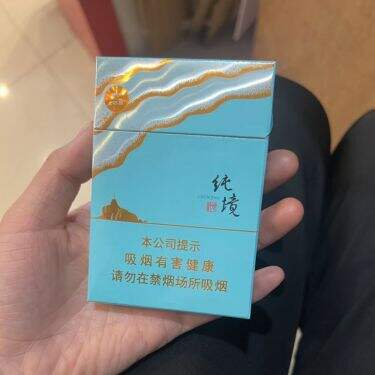 纯境
本公司提示
吸烟有害健康
请勿在禁烟场所吸烟